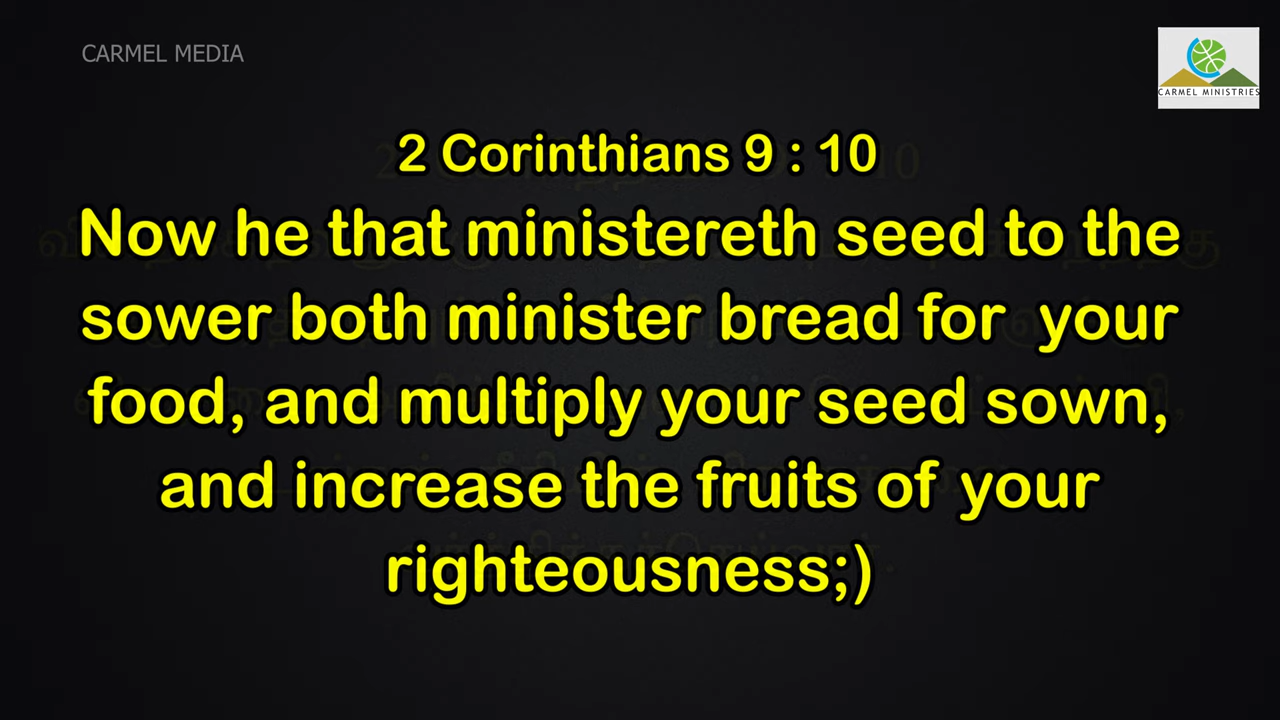 CARMEL MEDIA
CARMEL MINISTRIES
2 Corinthians 9 : 10
Now he that ministereth seed to the
sower both minister bread for your
food, and multiply your seed sown,
and increase the fruits of your
righteousness;)